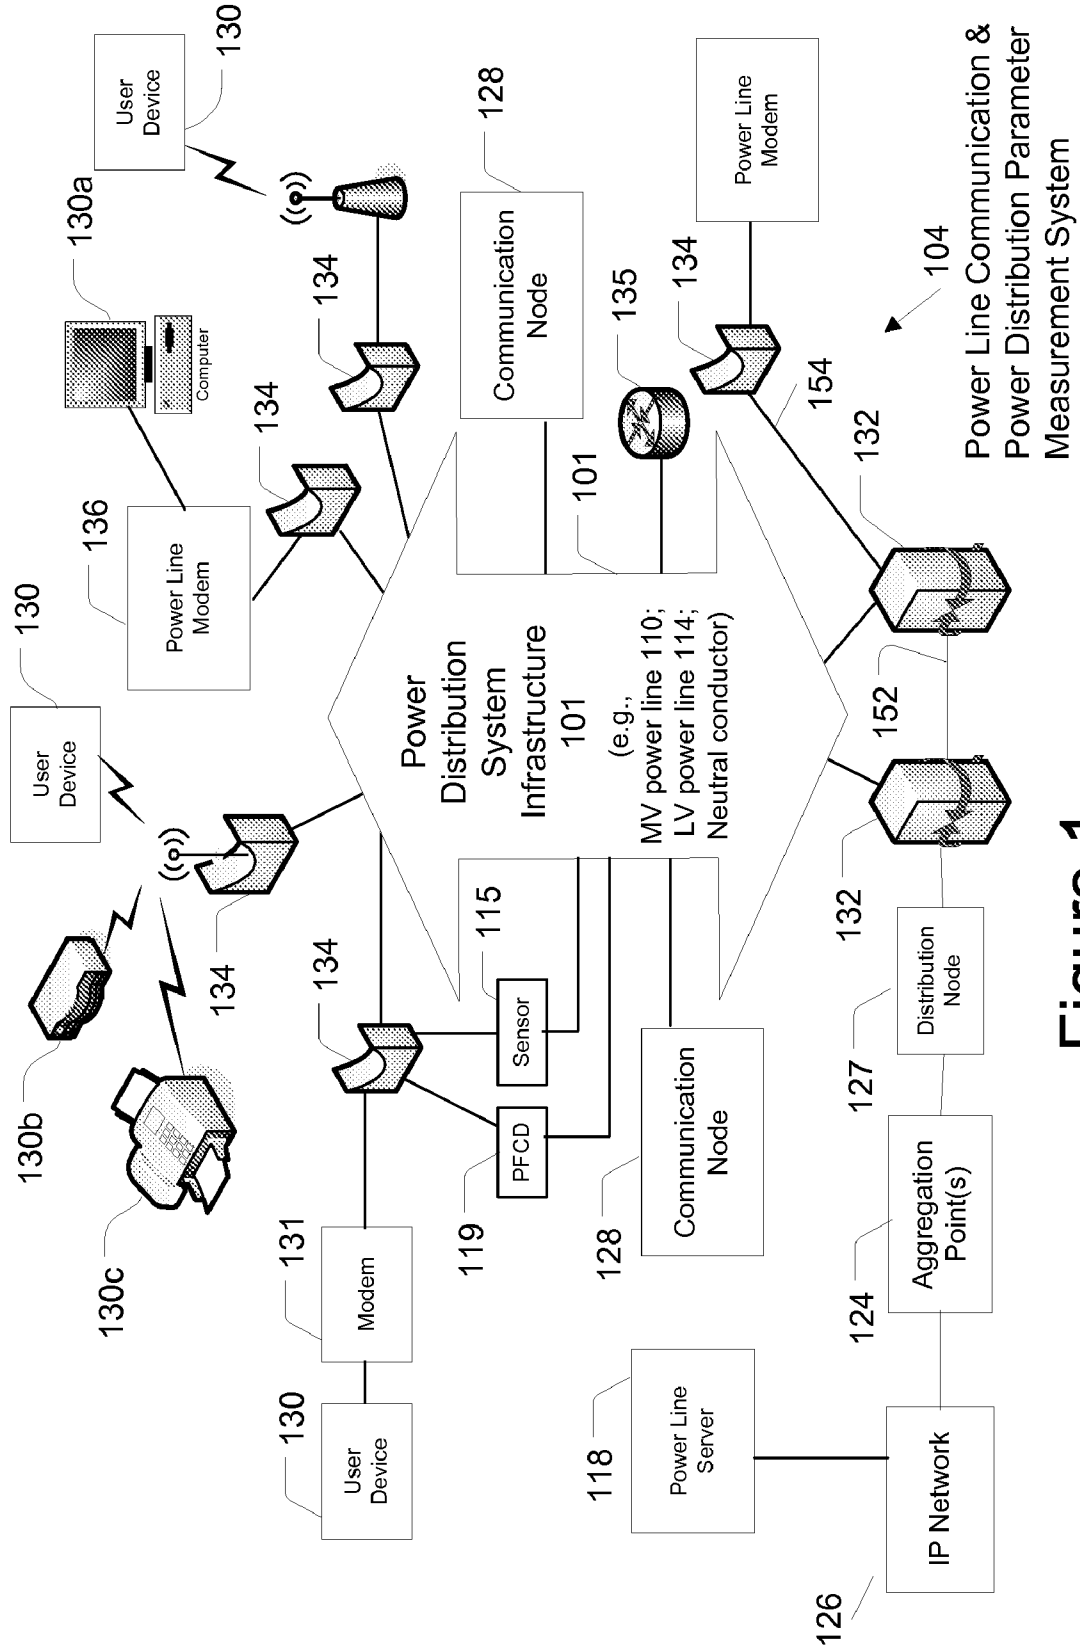 130
User
Device
130a
Computer
130
User
Device
136
Power Line
Modem
134
134
128
Communication
Node
130b
130c
134
134
131
Modem
130
User
Device
115
Sensor
119
PFCD
Power
Distribution
System
Infrastructure
101
(e.g.,
MV power line 110;
LV power line 114;
Neutral conductor)
101
135
134
Power Line
Modem
154
132
152
132
128
Communication
Node
127
Distribution
Node
124
Aggregation
Point(s)
118
Power Line
Server
126
IP Network
104
Power Line Communication &
Power Distribution Parameter
Measurement System
Figure 1